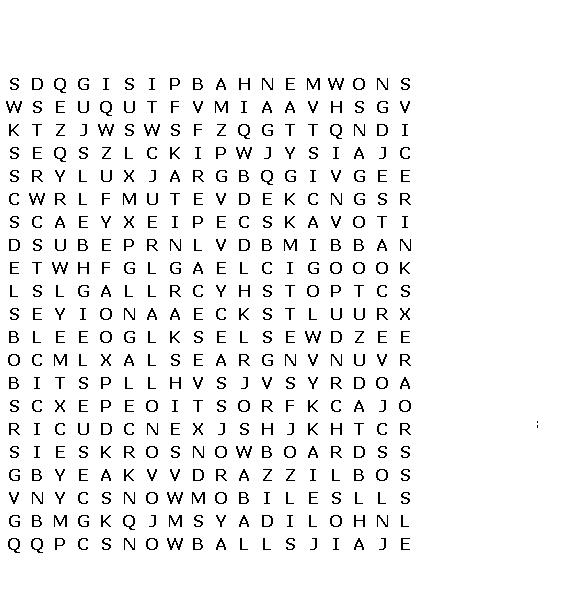 S D Q G I S I P B A H N E M W O N S
W S E U Q U T F V M I A A V H S G V
K T Z J W S W S F Z Q G T T Q N D I
S E Q S Z L C K I P W J Y S I A J C
S R Y L U X J A R G B Q G I V G E E
C W R L F M U T E V D E K C N G S R
S C A E Y X E I P E C S K A V O T I
D S U B E P R N L V D B M I B B A N
E T W H F G L G A E L C I G O O O K
L S L G A L L R C Y H S T O P T C S
S E Y I O N A A E C K S T L U U R X
B L E E O G L K S E L S E W D Z E E
O C M L X A L S E A R G N V N U V R
B I T S P L L H V S J V S Y R D O A
S C X E P E O I T S O R F K C A J O
R I C U D C N E X J S H J K H T C R
S I E S K R O S N O W B O A R D S S
G B Y E A K V V D R A Z Z I L B O S
V N Y C S N O W M O B I L E S L L S
G B M G K Q J M S Y A D I L O H N L
Q Q P C S N O W B A L L S J I A J E